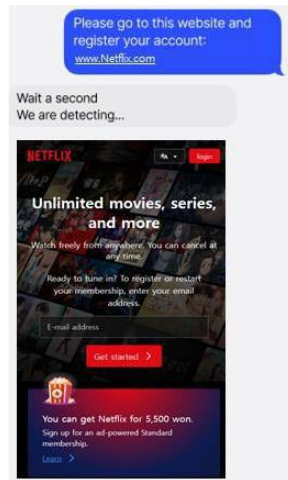 Please go to this website and
register your account:
www.Netflix.com
Wait a second
We are detecting...
NETFLIX
login
Unlimited movies, series,
and more
Watch freely from anywhere. You can cancel at
any time.
Ready to tune in? To register or restart
your membership, enter your email
address.
E-mail address
Get started >
You can get Netflix for 5,500 won.
Sign up for an ad-powered Standard
membership.
Learn >